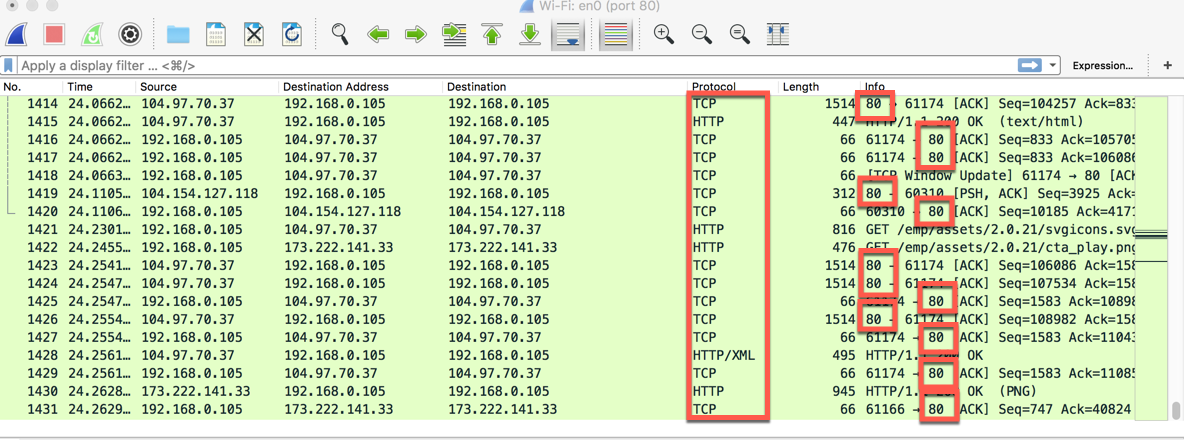 Wi-Fi: en0 (port 80)
Apply a display filter ... <⌘/> Expression... +
No. Time Source Destination Address Destination Protocol Length Info
1414 24.0662… 104.97.70.37 192.168.0.105 192.168.0.105 TCP 1514 80 → 61174 [ACK] Seq=104257 Ack=833
1415 24.0662… 104.97.70.37 192.168.0.105 192.168.0.105 HTTP 447 HTTP/1.1 200 OK (text/html)
1416 24.0662… 192.168.0.105 104.97.70.37 104.97.70.37 TCP 66 61174 → 80 [ACK] Seq=833 Ack=105705
1417 24.0662… 192.168.0.105 104.97.70.37 104.97.70.37 TCP 66 61174 → 80 [ACK] Seq=833 Ack=106086
1418 24.0663… 192.168.0.105 104.97.70.37 104.97.70.37 TCP 66 [TCP Window Update] 61174 → 80 [ACK
1419 24.1105… 104.154.127.118 192.168.0.105 192.168.0.105 TCP 312 80 → 60310 [PSH, ACK] Seq=3925 Ack=
1420 24.1106… 192.168.0.105 104.154.127.118 104.154.127.118 TCP 66 60310 → 80 [ACK] Seq=10185 Ack=4171
1421 24.2301… 192.168.0.105 104.97.70.37 104.97.70.37 HTTP 816 GET /emp/assets/2.0.21/svgicons.svg
1422 24.2455… 192.168.0.105 173.222.141.33 173.222.141.33 HTTP 476 GET /emp/assets/2.0.21/cta_play.png
1423 24.2541… 104.97.70.37 192.168.0.105 192.168.0.105 TCP 1514 80 → 61174 [ACK] Seq=106086 Ack=158
1424 24.2547… 104.97.70.37 192.168.0.105 192.168.0.105 TCP 1514 80 → 61174 [ACK] Seq=107534 Ack=158
1425 24.2547… 192.168.0.105 104.97.70.37 104.97.70.37 TCP 66 61174 → 80 [ACK] Seq=1583 Ack=10898
1426 24.2554… 104.97.70.37 192.168.0.105 192.168.0.105 TCP 1514 80 → 61174 [ACK] Seq=108982 Ack=158
1427 24.2554… 192.168.0.105 104.97.70.37 104.97.70.37 TCP 66 61174 → 80 [ACK] Seq=1583 Ack=11043
1428 24.2561… 104.97.70.37 192.168.0.105 192.168.0.105 HTTP/XML 495 HTTP/1.1 200 OK
1429 24.2561… 192.168.0.105 104.97.70.37 104.97.70.37 TCP 66 61174 → 80 [ACK] Seq=1583 Ack=11085
1430 24.2628… 173.222.141.33 192.168.0.105 192.168.0.105 HTTP 945 HTTP/1.1 200 OK (PNG)
1431 24.2629… 192.168.0.105 173.222.141.33 173.222.141.33 TCP 66 61166 → 80 [ACK] Seq=747 Ack=40824